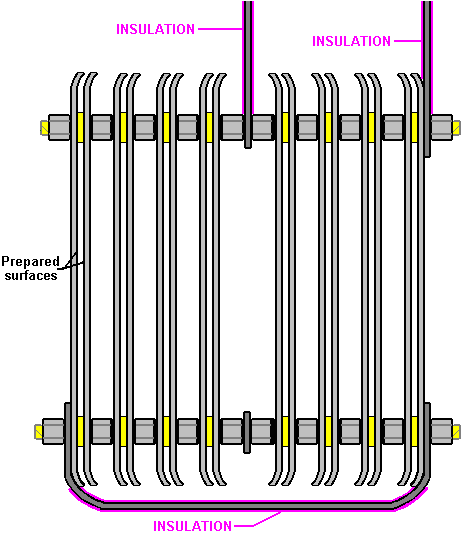 INSULATION
INSULATION
Prepared
surfaces
INSULATION